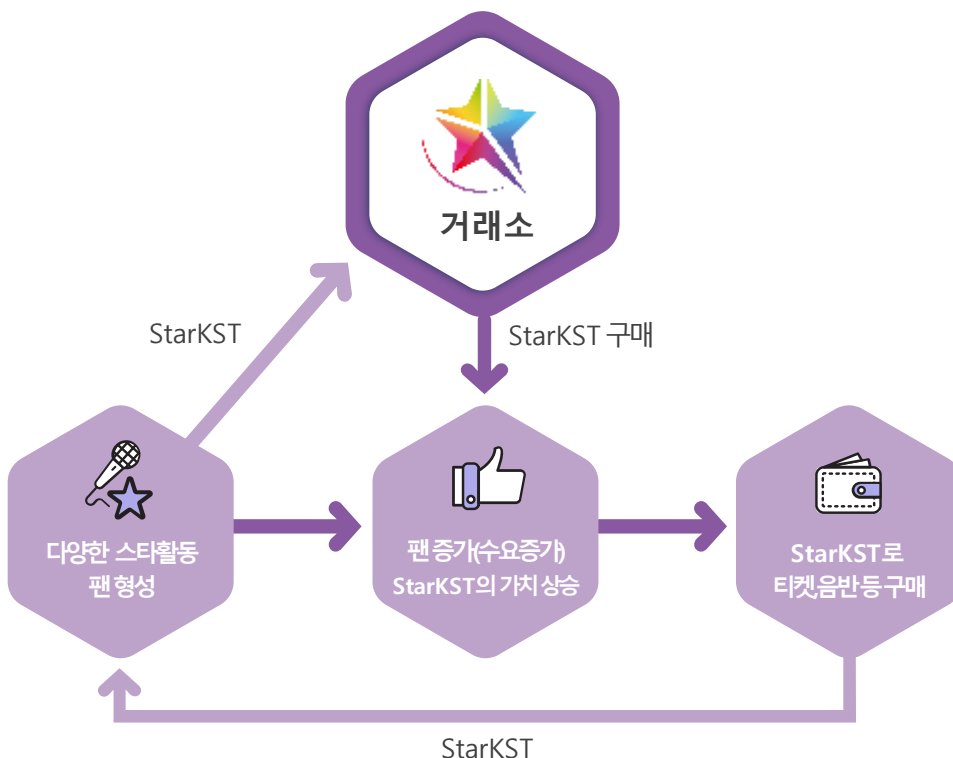 거래소
StarKST
StarKST 구매
다양한 스타활동
팬 형성
팬 증가(수요증가)
StarKST의 가치 상승
StarKST로
티켓,음반 등 구매
StarKST